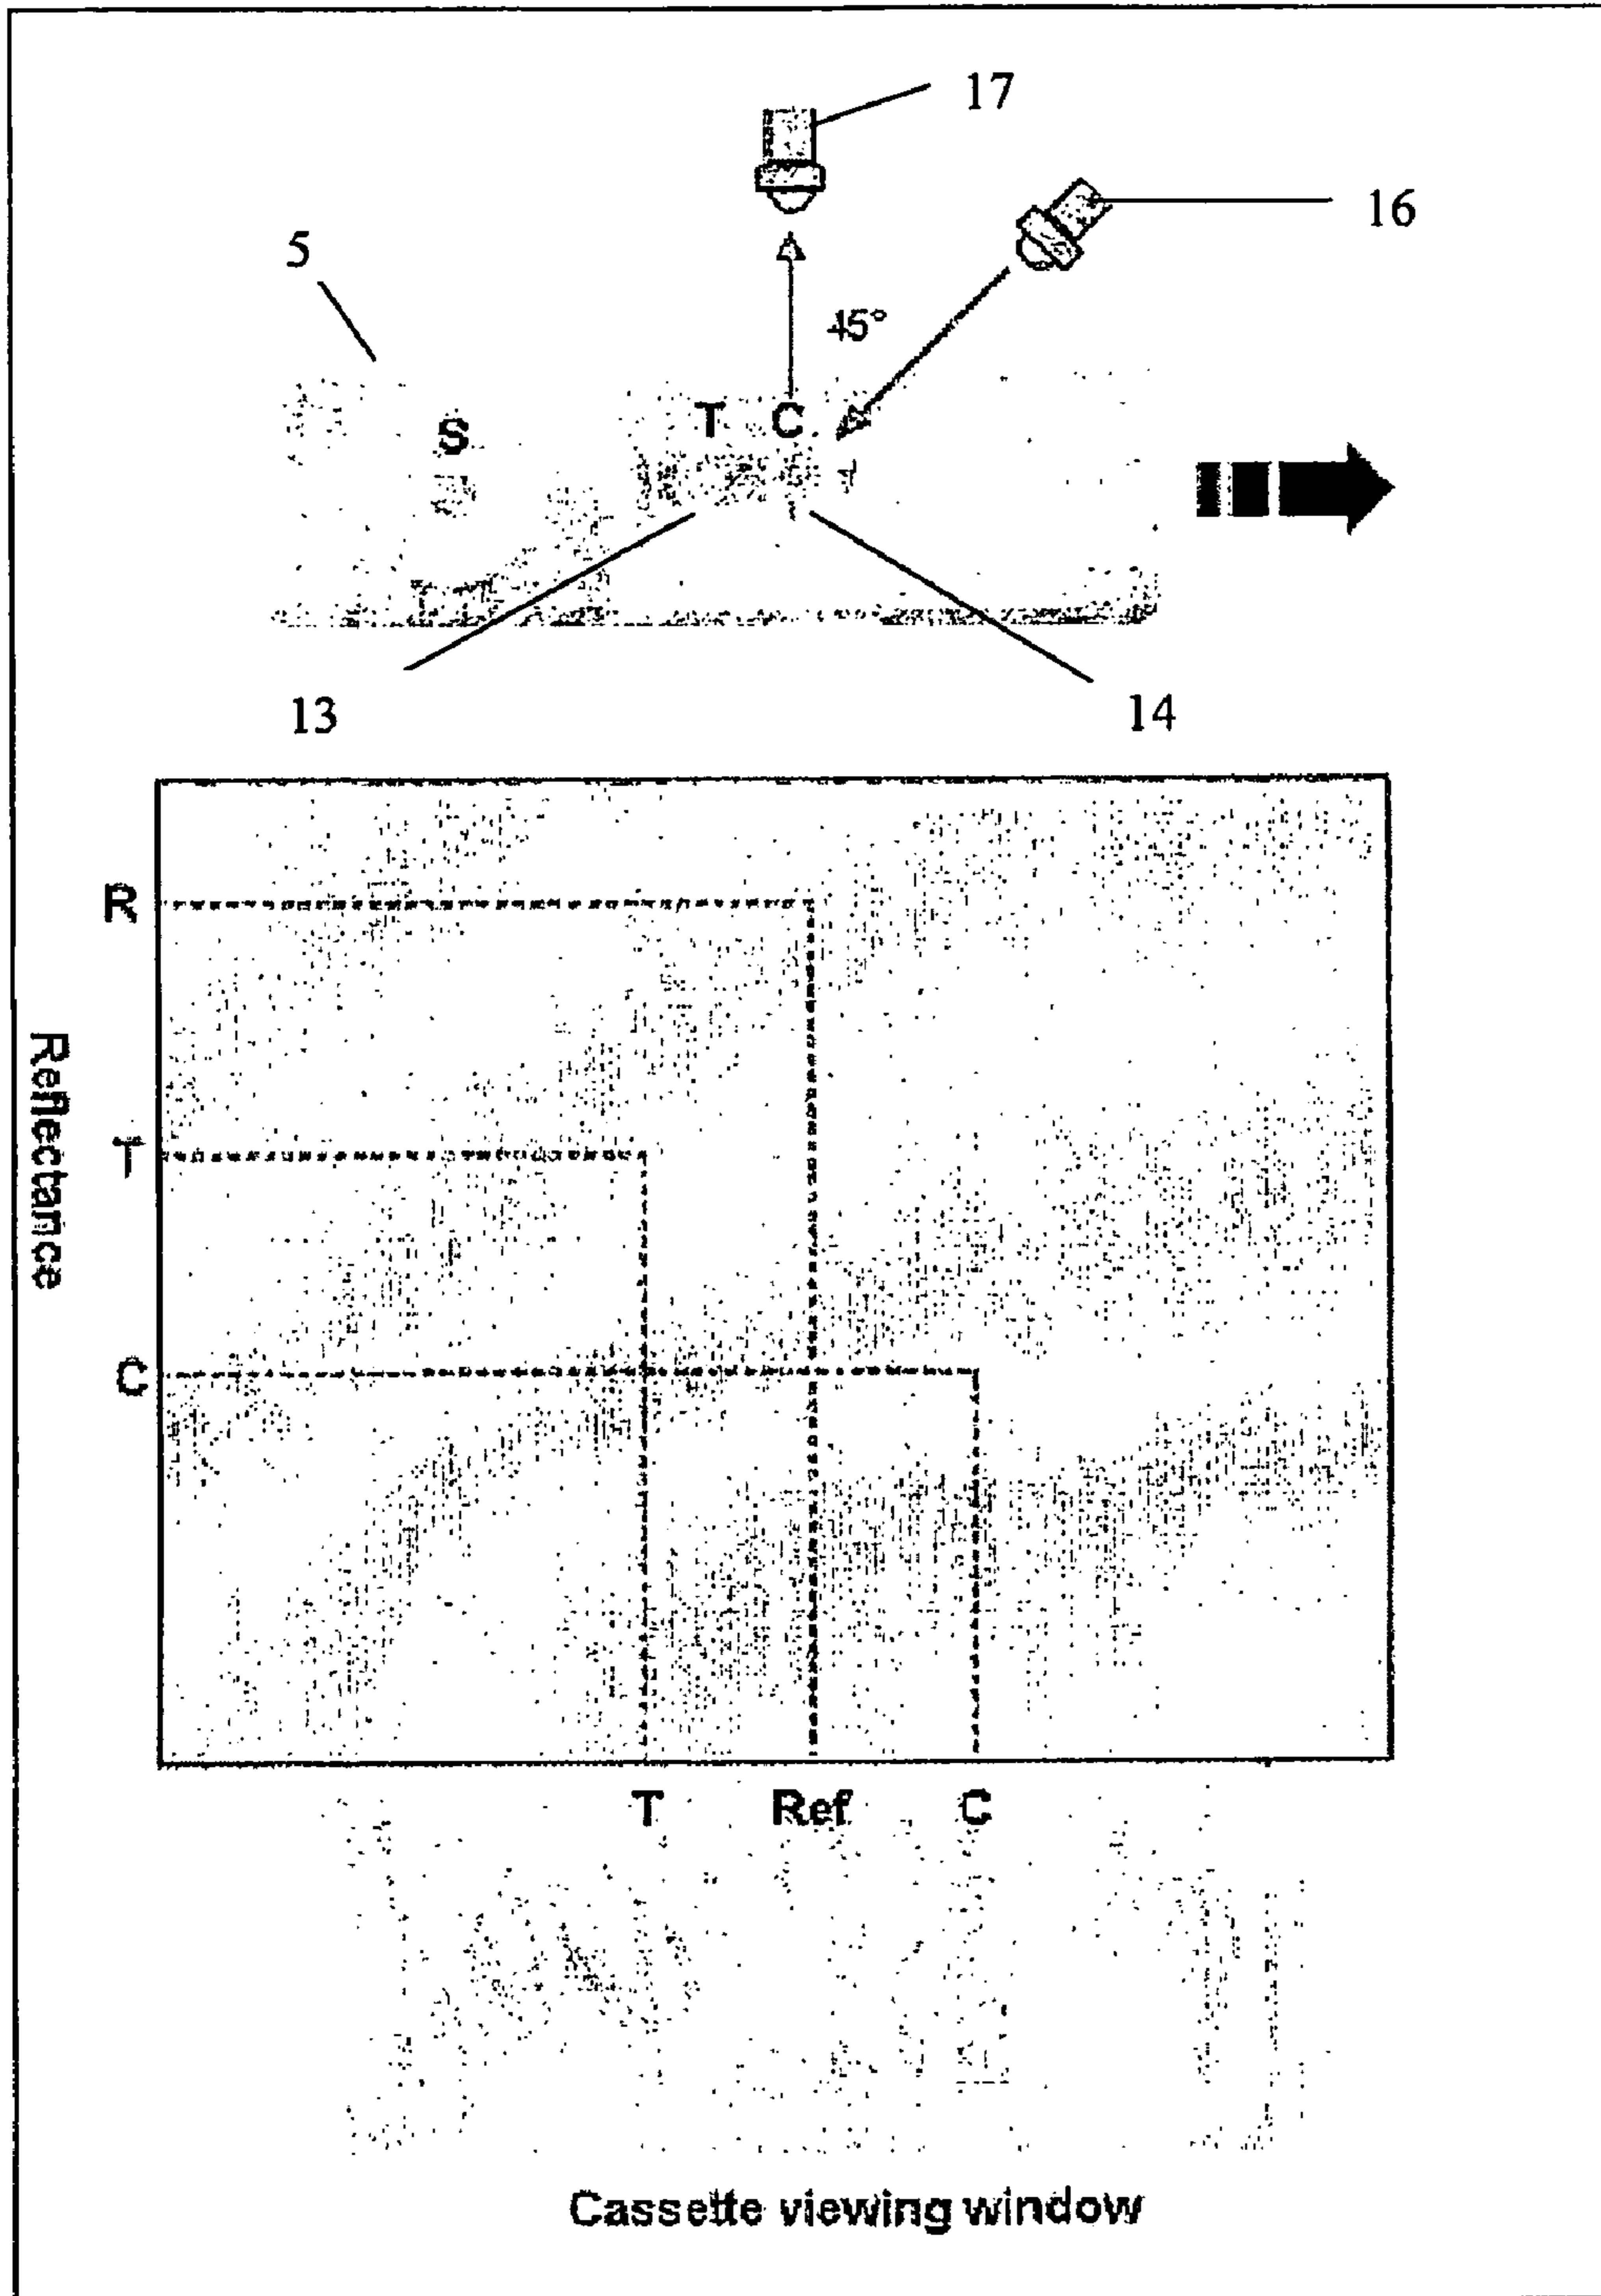 17
16
5
45°
T C
S
13
14
R
T
C
Reflectance
T Ref C
Cassette viewing window